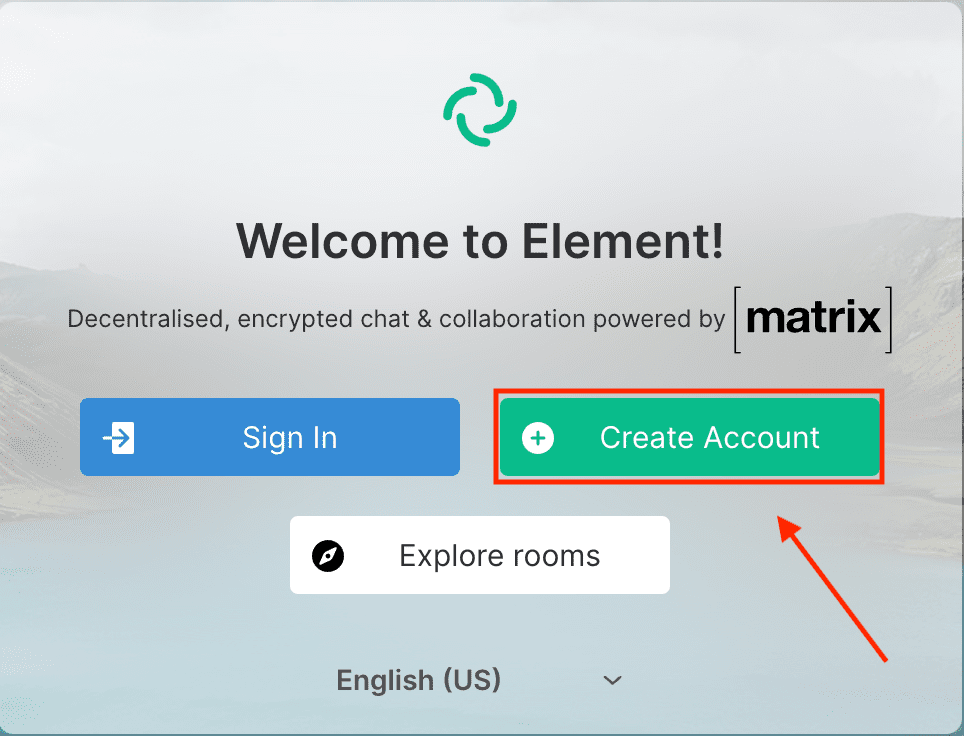 Welcome to Element!
Decentralised, encrypted chat & collaboration powered by [matrix]
Sign In
Create Account
Explore rooms
English (US)